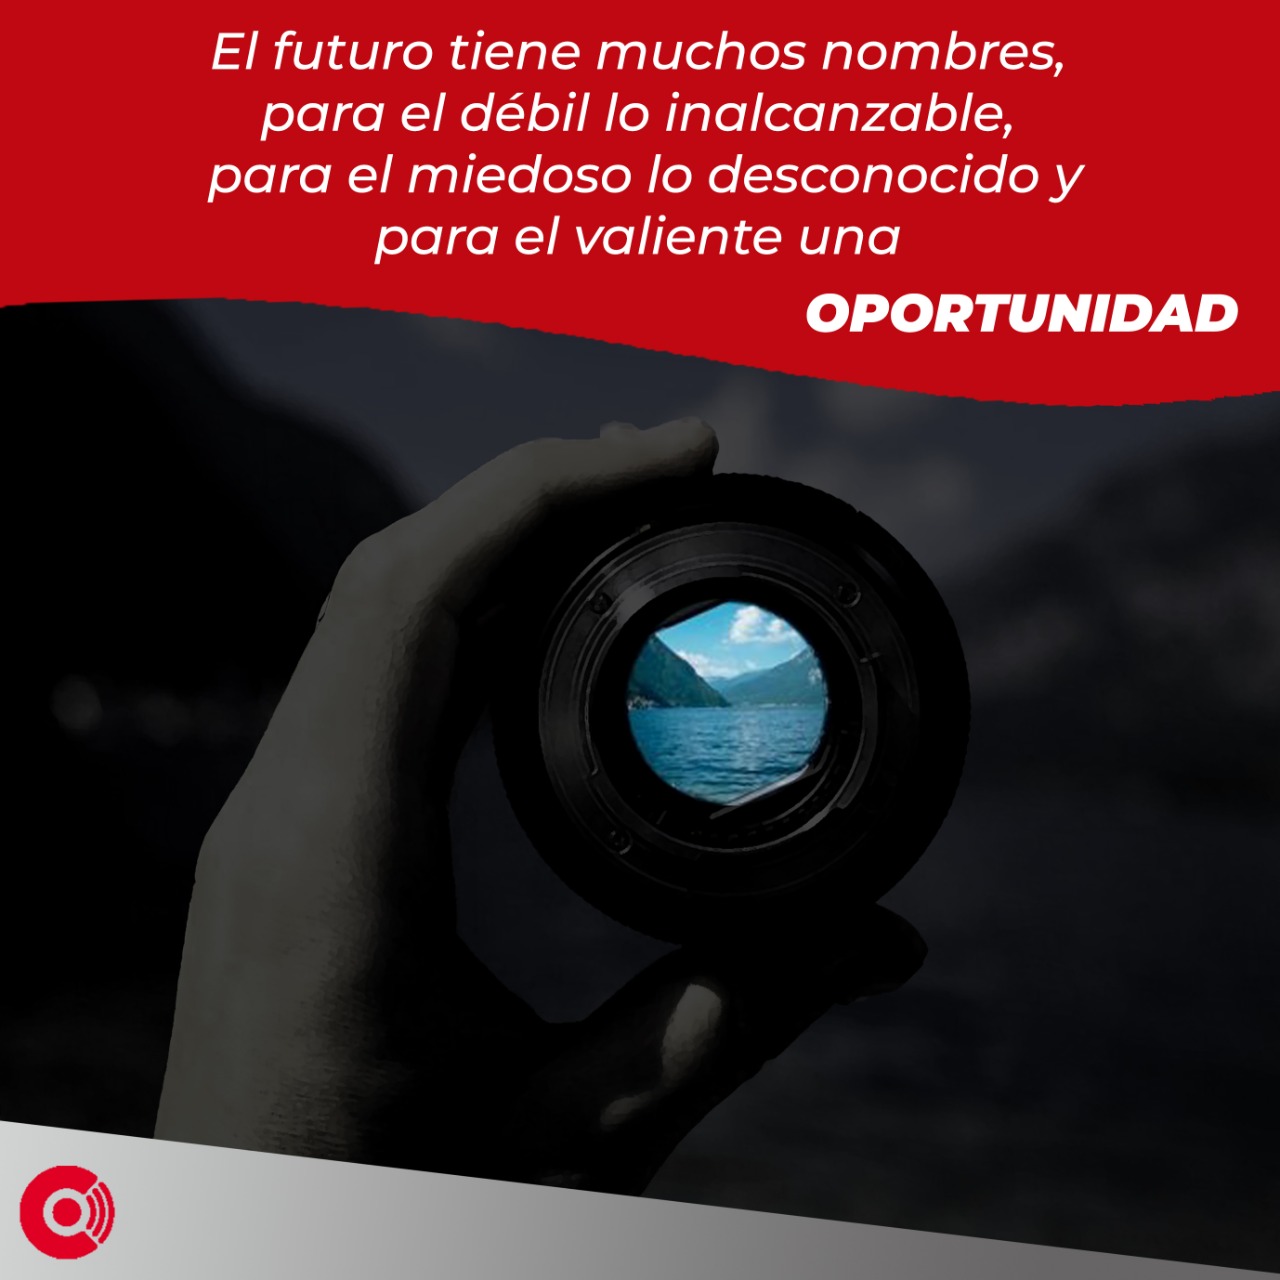 El futuro tiene muchos nombres,
para el débil lo inalcanzable,
para el miedoso lo desconocido y
para el valiente una
OPORTUNIDAD